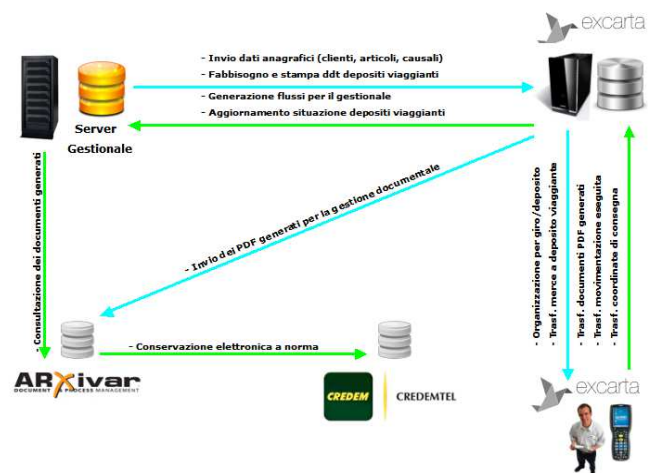 excarta
- Invio dati anagrafici (clienti, articoli, causali)
- Fabbisogno e stampa ddt depositi viaggianti
- Generazione flussi per il gestionale
- Aggiornamento situazione depositi viaggianti
Server
Gestionale
- Consultazione dei documenti generati
- Invio dei PDF generati per la gestione documentale
- Organizzazione per giro/deposito
- Trasf. merce a deposito viaggiante
- Trasf. documenti PDF generati
- Trasf. movimentazione eseguita
- Trasf. coordinate di consegna
- Conservazione elettronica a norma
ARXivar
DOCUMENT & PROCESS MANAGEMENT
CREDEM
CREDEMTEL
excarta